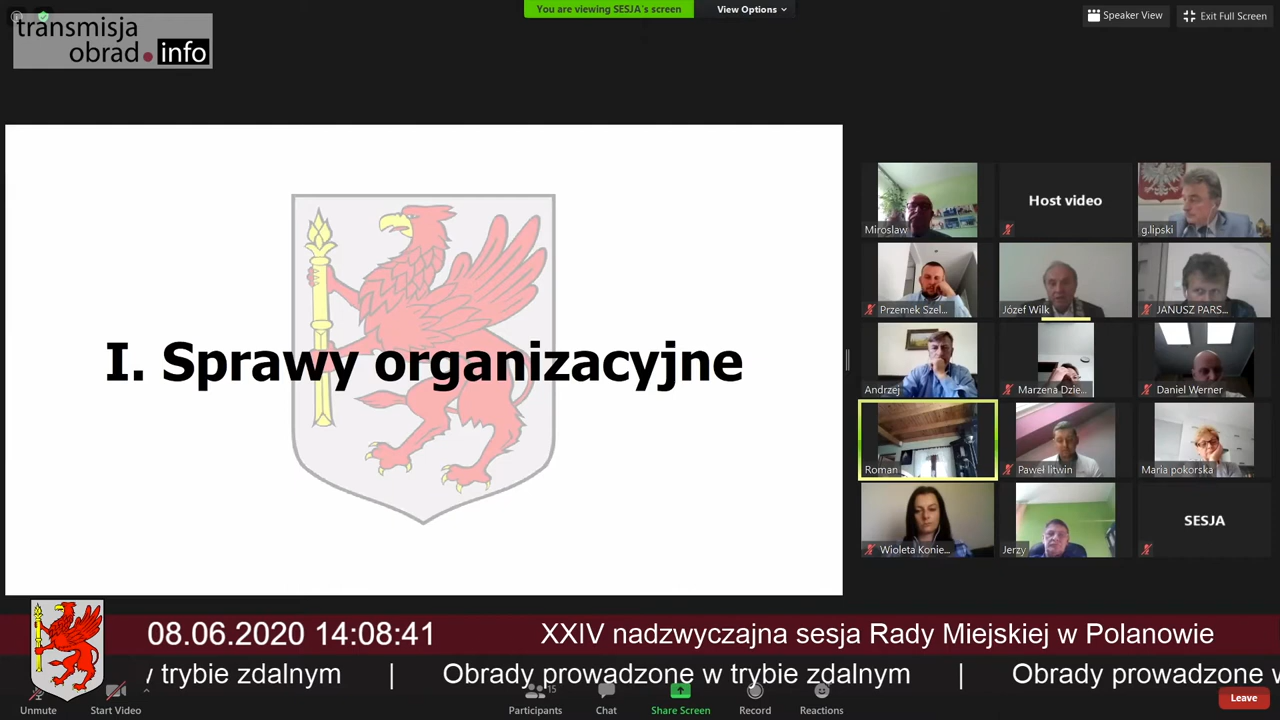 You are viewing SESJA's screen
View Options
Speaker View
Exit Full Screen
transmisja
obrad.info
I. Sprawy organizacyjne
Miroslaw
Host video
g.lipski
Przemek Szel...
Józef Wilk
JANUSZ PARS...
Andrzej
Marzena Dzie...
Daniel Werner
Roman
Paweł litwin
Maria pokorska
Wioleta Konie...
Jerzy
SESJA
08.06.2020 14:08:41
XXIV nadzwyczajna sesja Rady Miejskiej w Polanowie
w trybie zdalnym | Obrady prowadzone w trybie zdalnym | Obrady prowadzone w
Unmute
Start Video
Participants
15
Chat
Share Screen
Record
Reactions
Leave